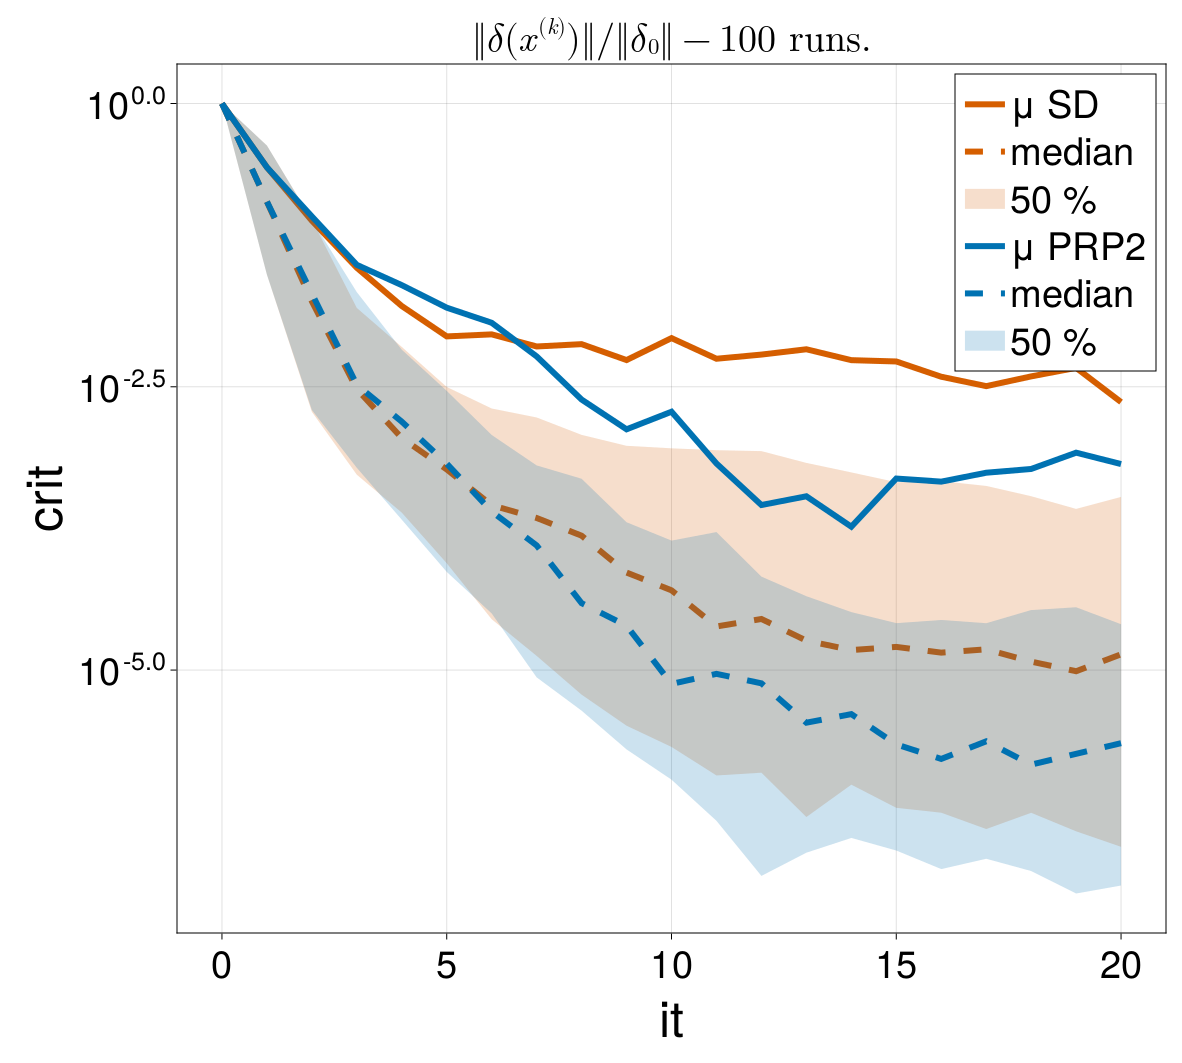 ‖δ(x⁽ᵏ⁾)‖/‖δ₀‖ − 100 runs.
10^0.0
10^-2.5
10^-5.0
crit
μ SD
median
50 %
μ PRP2
median
50 %
0 5 10 15 20
it